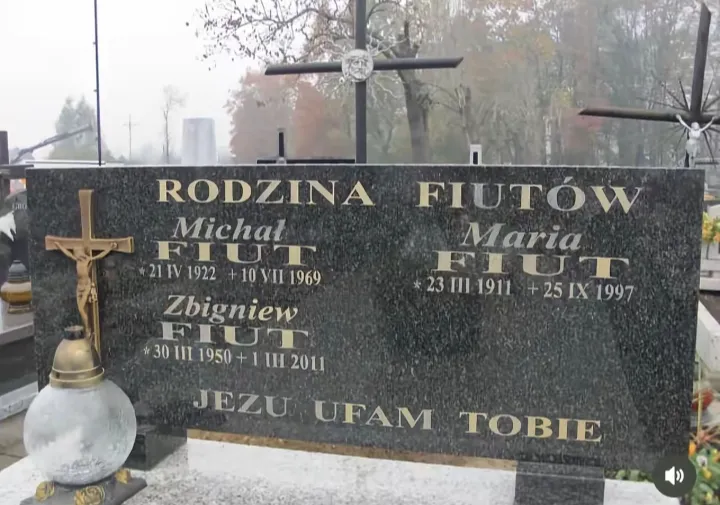 RODZINA FIUTÓW
Michał
FIUT
* 21 IV 1922 + 10 VII 1969
Maria
FIUT
* 23 III 1911 + 25 IX 1997
Zbigniew
FIUT
* 30 III 1950 + 1 III 2011
JEZU UFAM TOBIE